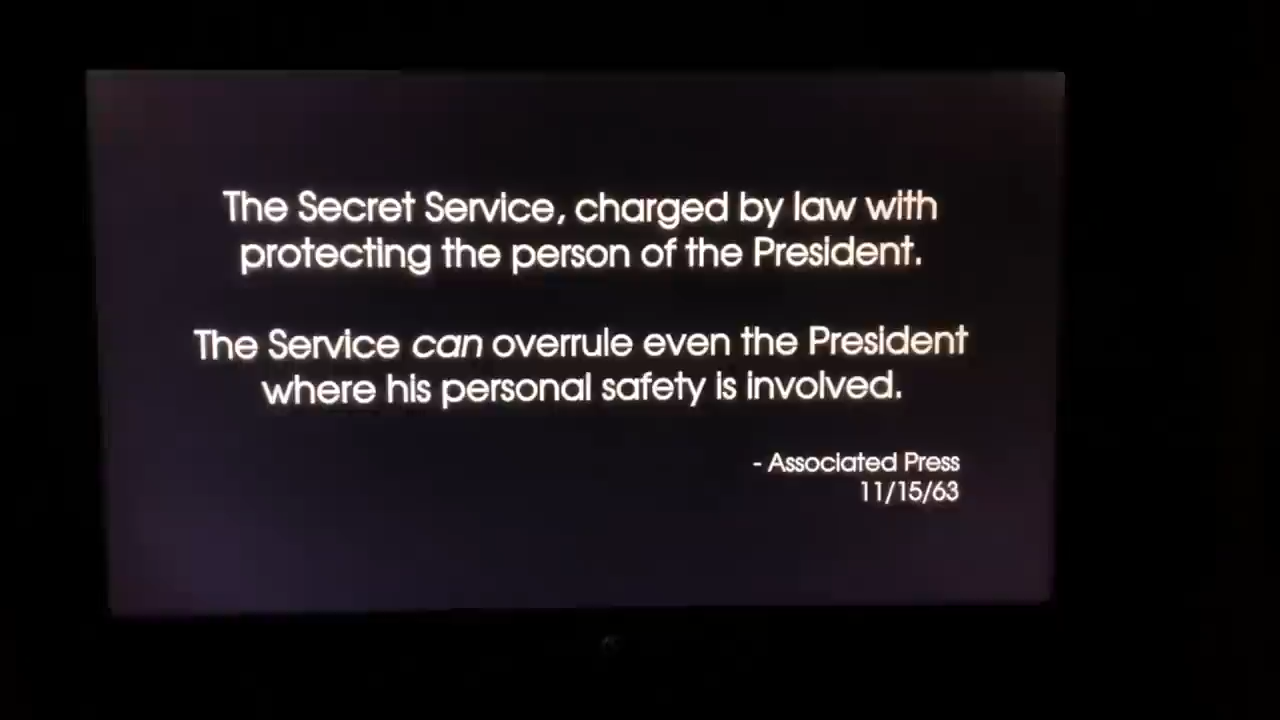 The Secret Service, charged by law with
protecting the person of the President.
The Service can overrule even the President
where his personal safety is involved.
- Associated Press
11/15/63